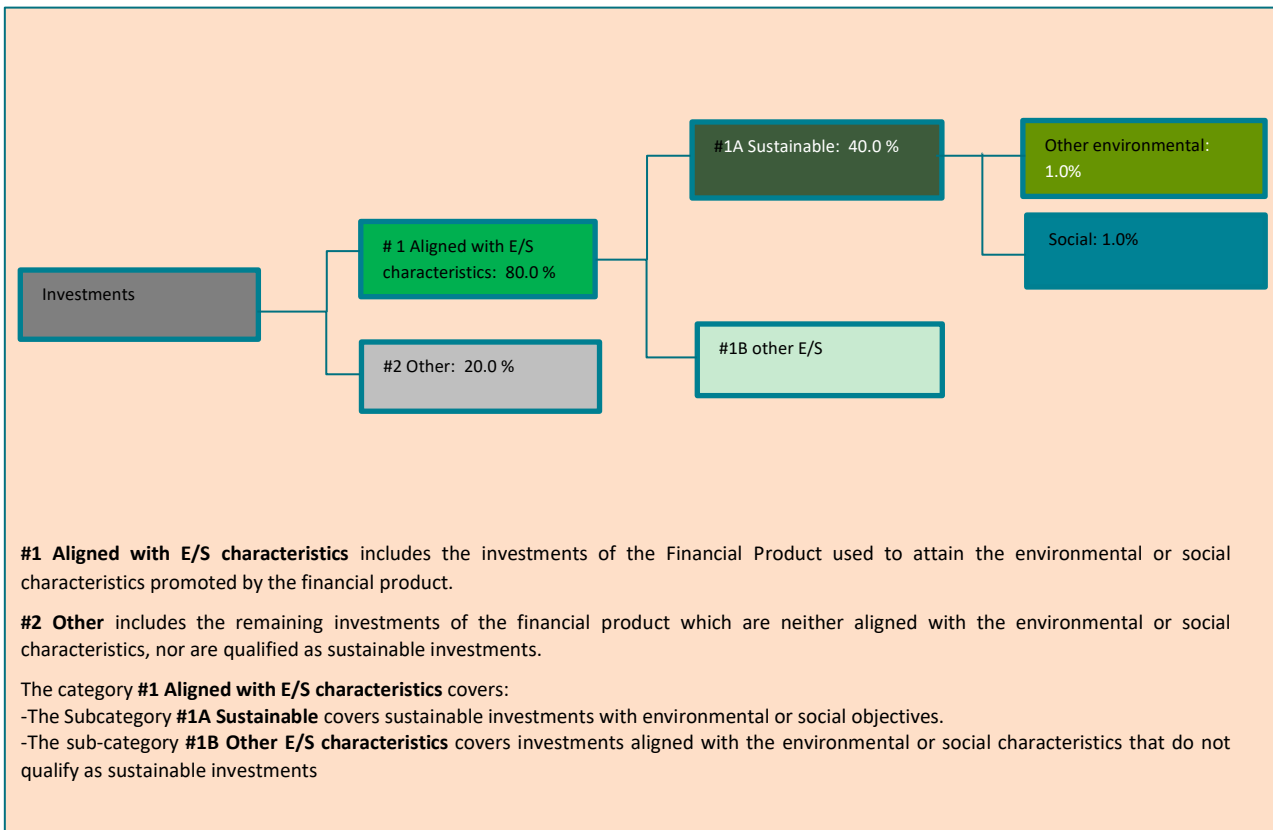 #1A Sustainable: 40.0 %
Other environmental:
1.0%
Social: 1.0%
# 1 Aligned with E/S
characteristics: 80.0 %
Investments
#1B other E/S
#2 Other: 20.0 %
#1 Aligned with E/S characteristics includes the investments of the Financial Product used to attain the environmental or social
characteristics promoted by the financial product.
#2 Other includes the remaining investments of the financial product which are neither aligned with the environmental or social
characteristics, nor are qualified as sustainable investments.
The category #1 Aligned with E/S characteristics covers:
-The Subcategory #1A Sustainable covers sustainable investments with environmental or social objectives.
-The sub-category #1B Other E/S characteristics covers investments aligned with the environmental or social characteristics that do not
qualify as sustainable investments